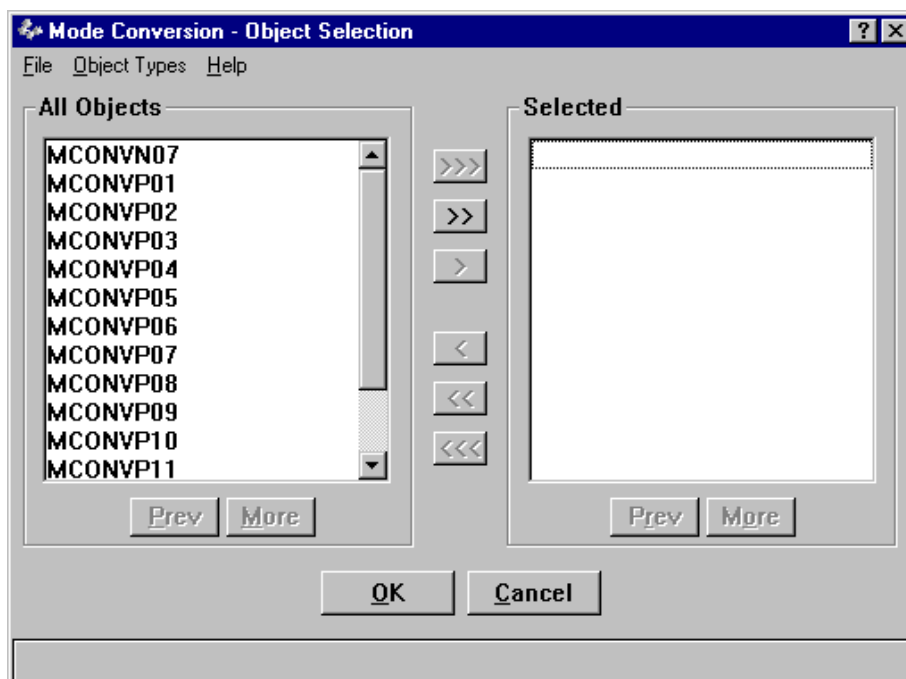 Mode Conversion - Object Selection
File Object Types Help
All Objects
MCONVN07
MCONVP01
MCONVP02
MCONVP03
MCONVP04
MCONVP05
MCONVP06
MCONVP07
MCONVP08
MCONVP09
MCONVP10
MCONVP11
Prev More
>>>
>>
>
<
<<
<<<
Selected
Prev More
OK Cancel